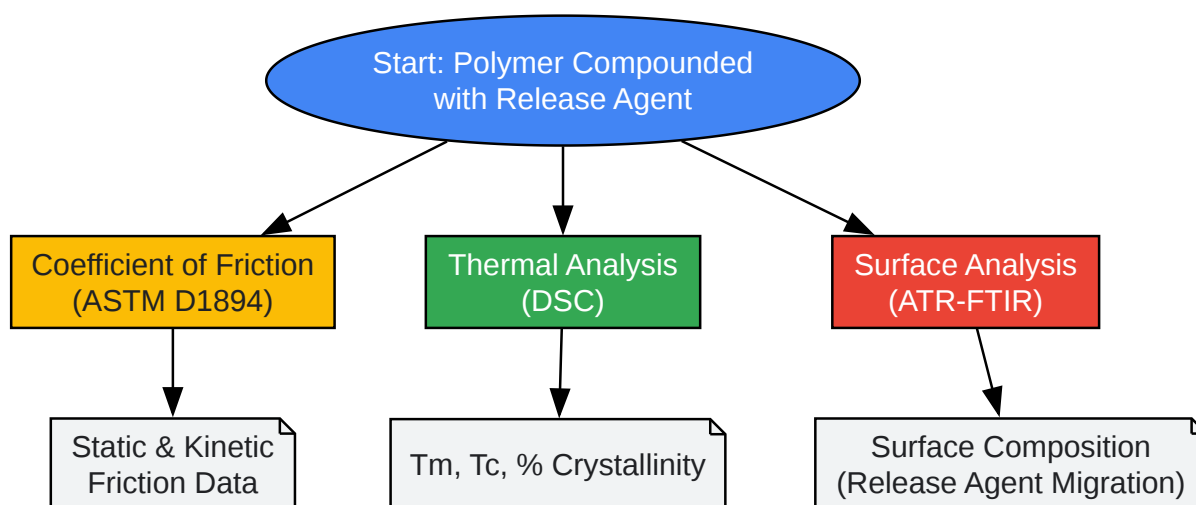 Start: Polymer Compounded
with Release Agent
Coefficient of Friction
(ASTM D1894)
Thermal Analysis
(DSC)
Surface Analysis
(ATR-FTIR)
Static & Kinetic
Friction Data
Tm, Tc, % Crystallinity
Surface Composition
(Release Agent Migration)